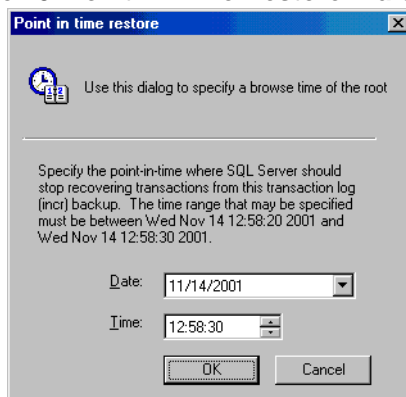 Point in time restore
Use this dialog to specify a browse time of the root
Specify the point-in-time where SQL Server should
stop recovering transactions from this transaction log
(incr) backup. The time range that may be specified
must be between Wed Nov 14 12:58:20 2001 and
Wed Nov 14 12:58:30 2001.
Date: 11/14/2001
Time: 12:58:30
OK Cancel